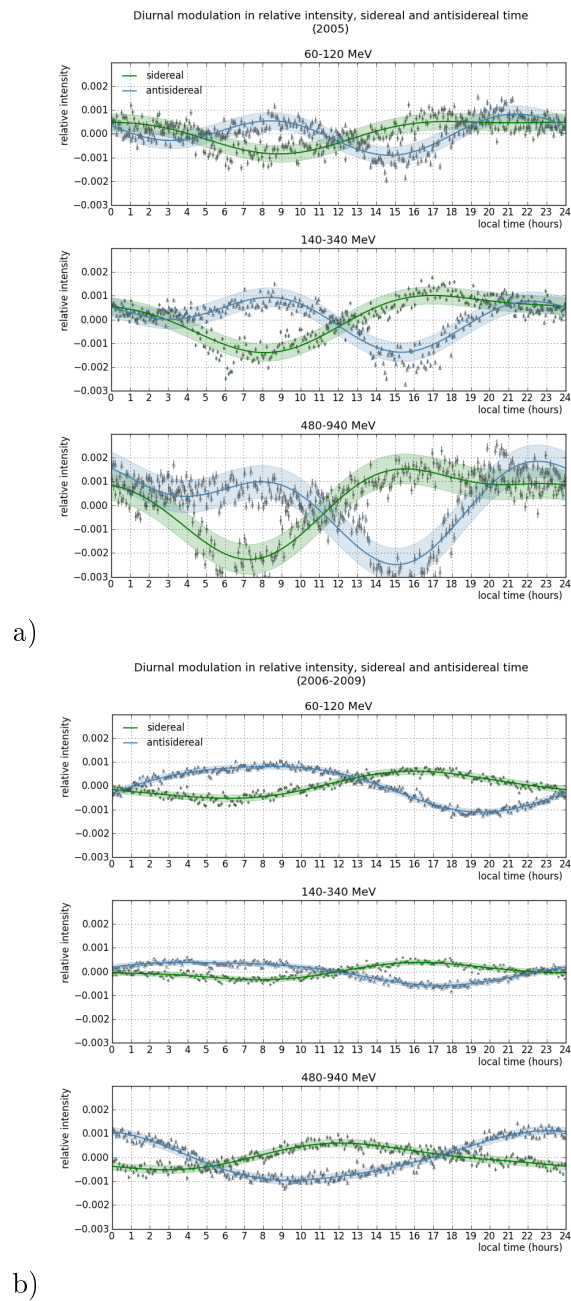 Diurnal modulation in relative intensity, sidereal and antisidereal time
(2005)
60-120 MeV
relative intensity
sidereal
antisidereal
0.002
0.001
0.000
−0.001
−0.002
−0.003
0 1 2 3 4 5 6 7 8 9 10 11 12 13 14 15 16 17 18 19 20 21 22 23 24
local time (hours)
140-340 MeV
relative intensity
0.002
0.001
0.000
−0.001
−0.002
−0.003
0 1 2 3 4 5 6 7 8 9 10 11 12 13 14 15 16 17 18 19 20 21 22 23 24
local time (hours)
480-940 MeV
relative intensity
0.002
0.001
0.000
−0.001
−0.002
−0.003
0 1 2 3 4 5 6 7 8 9 10 11 12 13 14 15 16 17 18 19 20 21 22 23 24
local time (hours)
a)
Diurnal modulation in relative intensity, sidereal and antisidereal time
(2006-2009)
60-120 MeV
relative intensity
sidereal
antisidereal
0.002
0.001
0.000
−0.001
−0.002
−0.003
0 1 2 3 4 5 6 7 8 9 10 11 12 13 14 15 16 17 18 19 20 21 22 23 24
local time (hours)
140-340 MeV
relative intensity
0.002
0.001
0.000
−0.001
−0.002
−0.003
0 1 2 3 4 5 6 7 8 9 10 11 12 13 14 15 16 17 18 19 20 21 22 23 24
local time (hours)
480-940 MeV
relative intensity
0.002
0.001
0.000
−0.001
−0.002
−0.003
0 1 2 3 4 5 6 7 8 9 10 11 12 13 14 15 16 17 18 19 20 21 22 23 24
local time (hours)
b)